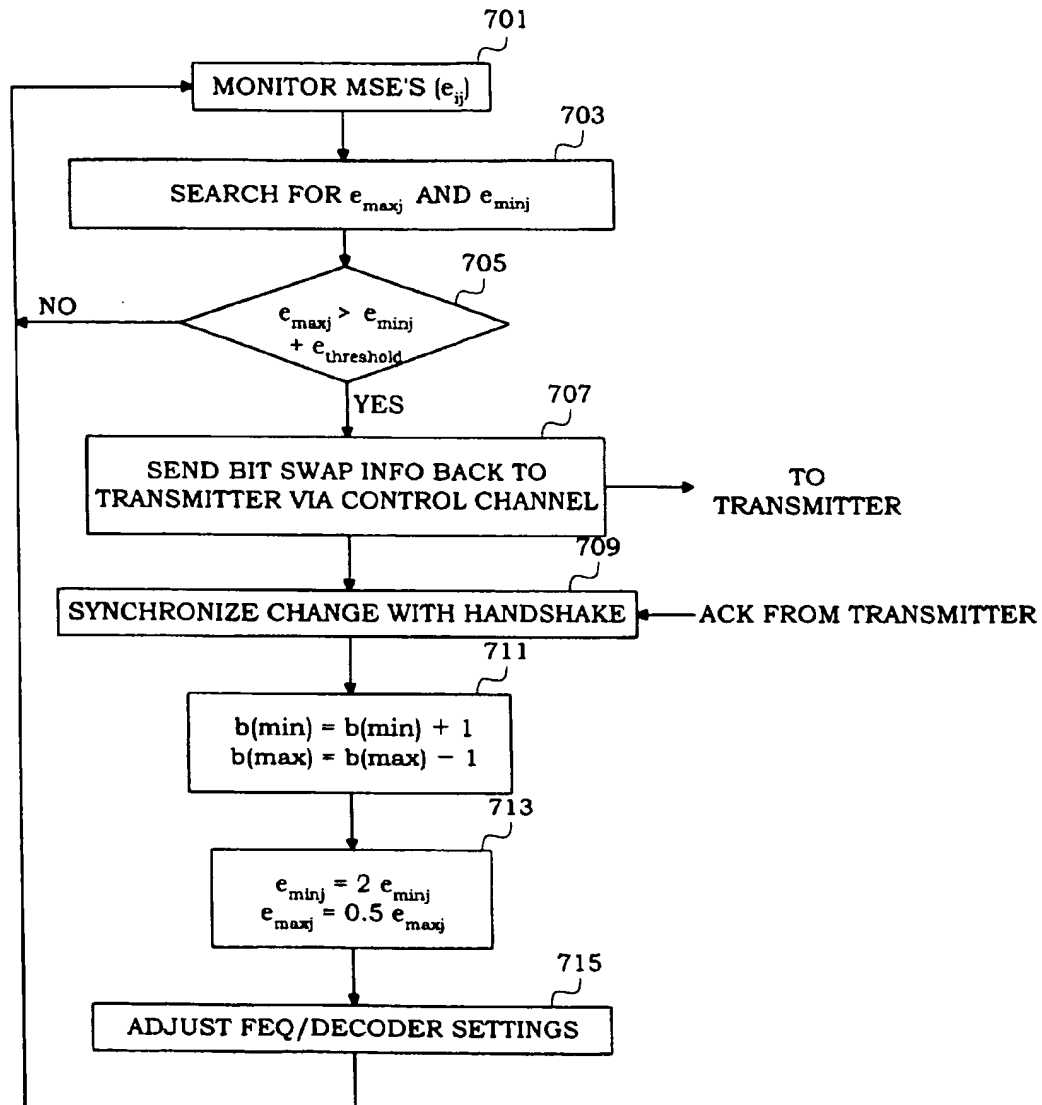 701
MONITOR MSE'S (e_ij)
703
SEARCH FOR e_maxj AND e_minj
705
NO
e_maxj > e_minj
+ e_threshold
YES
707
SEND BIT SWAP INFO BACK TO
TRANSMITTER VIA CONTROL CHANNEL
TO
TRANSMITTER
709
SYNCHRONIZE CHANGE WITH HANDSHAKE
ACK FROM TRANSMITTER
711
b(min) = b(min) + 1
b(max) = b(max) − 1
713
e_minj = 2 e_minj
e_maxj = 0.5 e_maxj
715
ADJUST FEQ/DECODER SETTINGS